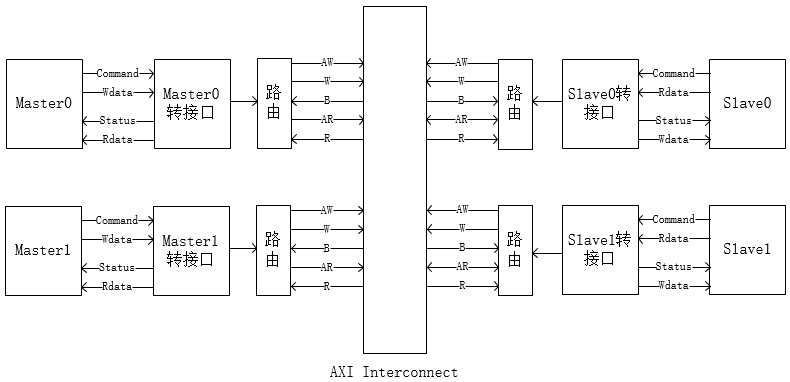 Master0
Command
Wdata
Status
Rdata
Master0
转接口
路
由
AW
W
B
AR
R
AW
W
B
AR
R
路
由
Slave0转
接口
Command
Rdata
Status
Wdata
Slave0
Master1
Command
Wdata
Status
Rdata
Master1
转接口
路
由
AW
W
B
AR
R
AW
W
B
AR
R
路
由
Slave1转
接口
Command
Rdata
Status
Wdata
Slave1
AXI Interconnect